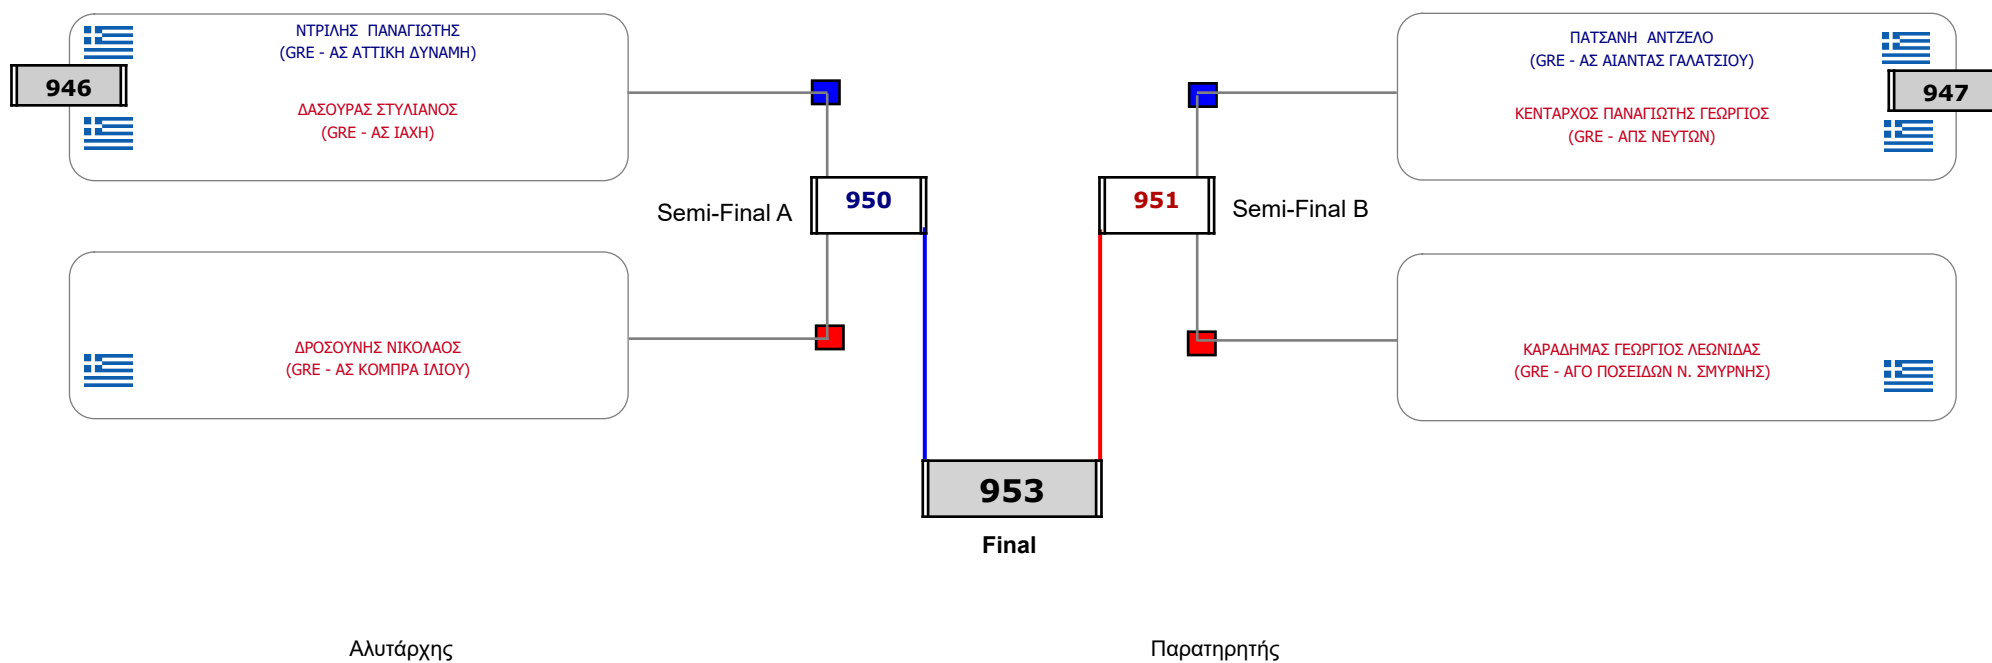 ΝΤΡΙΛΗΣ ΠΑΝΑΓΙΩΤΗΣ
(GRE - ΑΣ ΑΤΤΙΚΗ ΔΥΝΑΜΗ)
946
ΔΑΣΟΥΡΑΣ ΣΤΥΛΙΑΝΟΣ
(GRE - ΑΣ ΙΑΧΗ)
ΠΑΤΣΑΝΗ ΑΝΤΖΕΛΟ
(GRE - ΑΣ ΑΙΑΝΤΑΣ ΓΑΛΑΤΣΙΟΥ)
947
ΚΕΝΤΑΡΧΟΣ ΠΑΝΑΓΙΩΤΗΣ ΓΕΩΡΓΙΟΣ
(GRE - ΑΠΣ ΝΕΥΤΩΝ)
Semi-Final A
950
951
Semi-Final B
ΔΡΟΣΟΥΝΗΣ ΝΙΚΟΛΑΟΣ
(GRE - ΑΣ ΚΟΜΠΡΑ ΙΛΙΟΥ)
ΚΑΡΑΔΗΜΑΣ ΓΕΩΡΓΙΟΣ ΛΕΩΝΙΔΑΣ
(GRE - ΑΓΟ ΠΟΣΕΙΔΩΝ Ν. ΣΜΥΡΝΗΣ)
953
Final
Αλυτάρχης
Παρατηρητής